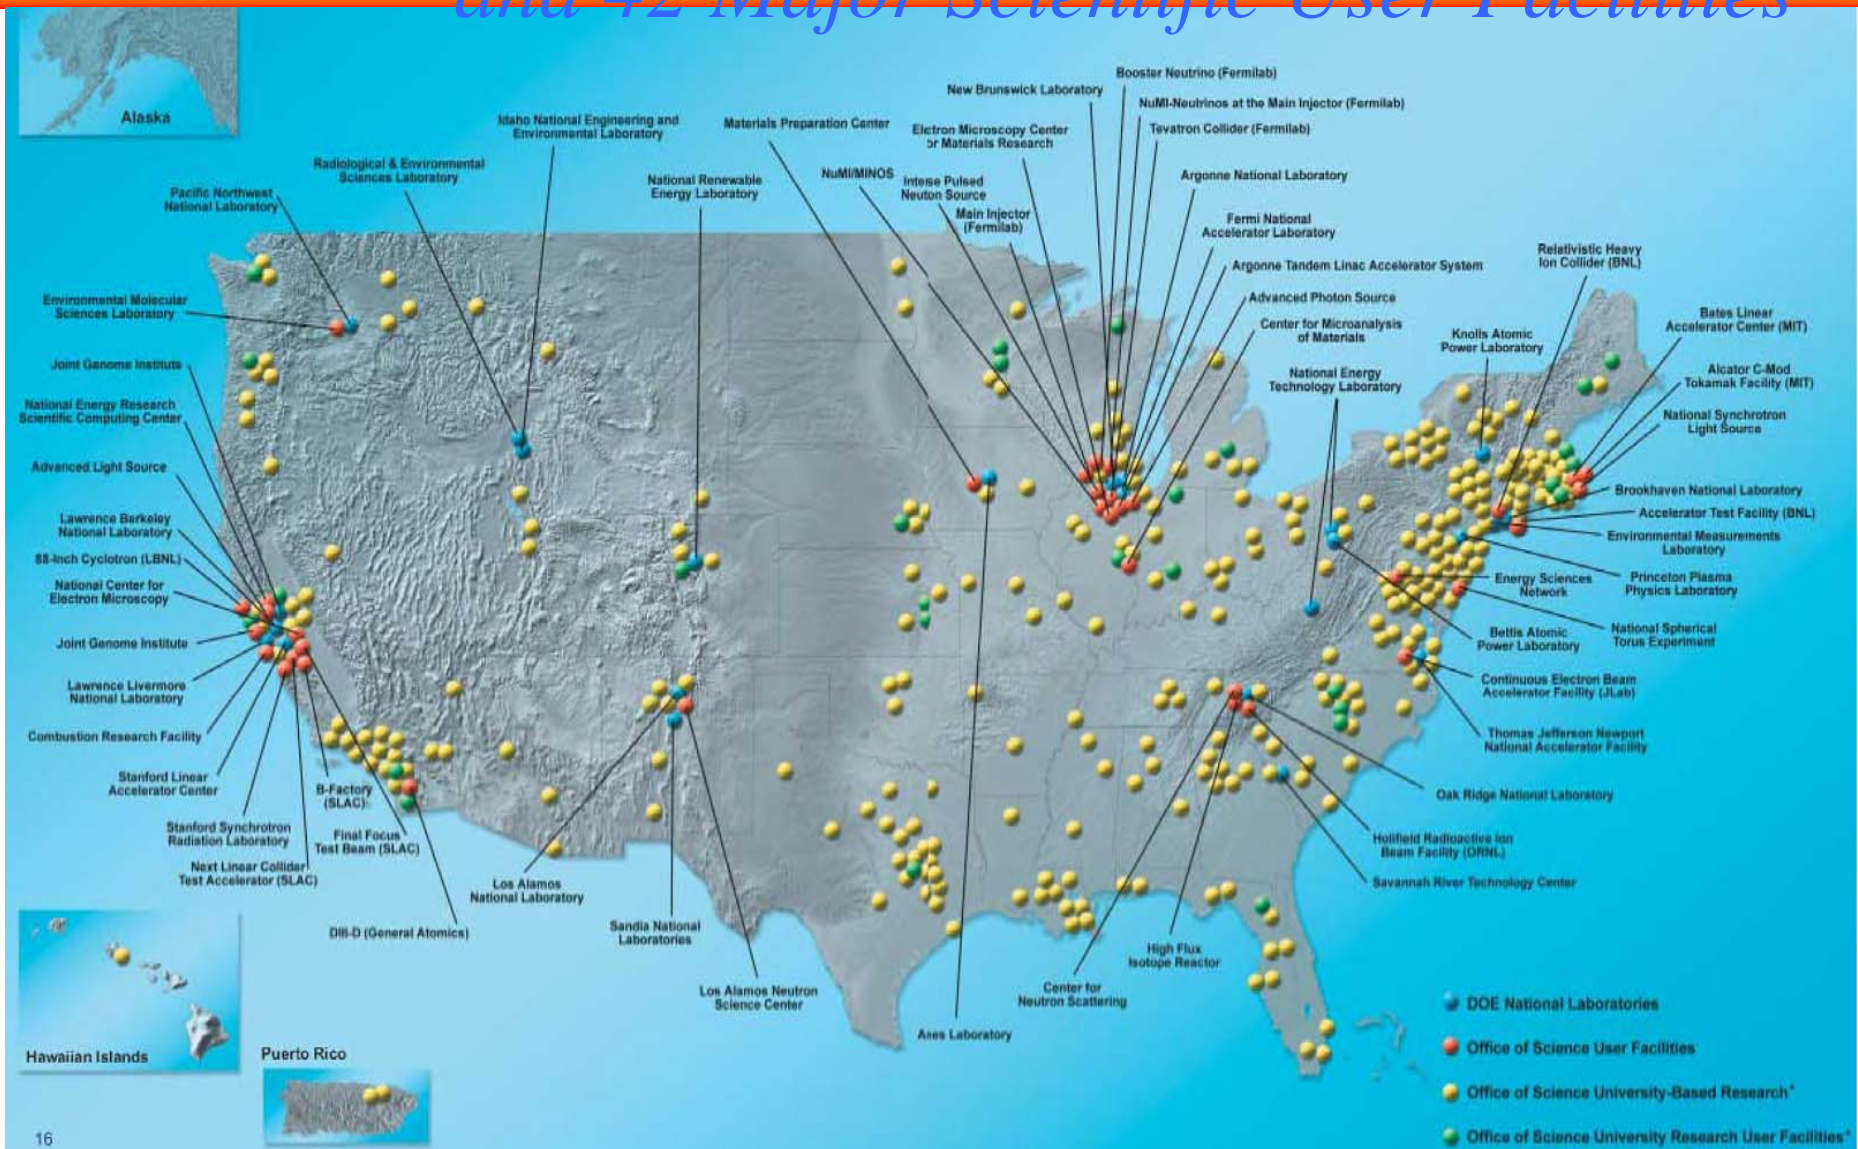 and 42 Major Scientific User Facilities
Alaska
Booster Neutrino (Fermilab)
New Brunswick Laboratory
NuMI-Neutrinos at the Main Injector (Fermilab)
Idaho National Engineering and
Environmental Laboratory
Materials Preparation Center
Elctron Microscopy Center
or Materials Research
Tevatron Collider (Fermilab)
Radiological & Environmental
Sciences Laboratory
NuMI/MINOS
Intense Pulsed
Neuton Source
Argonne National Laboratory
Pacific Northwest
National Laboratory
National Renewable
Energy Laboratory
Main Injector
(Fermilab)
Fermi National
Accelerator Laboratory
Relativistic Heavy
Ion Collider (BNL)
Argonne Tandem Linac Accelerator System
Environmental Molecular
Sciences Laboratory
Advanced Photon Source
Center for Microanalysis
of Materials
Bates Linear
Accelerator Center (MIT)
Knolls Atomic
Power Laboratory
Joint Genome Institute
National Energy
Technology Laboratory
Alcator C-Mod
Tokamak Facility (MIT)
National Energy Research
Scientific Computing Center
National Synchrotron
Light Source
Advanced Light Source
Brookhaven National Laboratory
Lawrence Berkeley
National Laboratory
Accelerator Test Facility (BNL)
Environmental Measurements
Laboratory
88-Inch Cyclotron (LBNL)
National Center for
Electron Microscopy
Energy Sciences
Network
Princeton Plasma
Physics Laboratory
Joint Genome Institute
Bettis Atomic
Power Laboratory
National Spherical
Torus Experiment
Lawrence Livermore
National Laboratory
Continuous Electron Beam
Accelerator Facility (JLab)
Combustion Research Facility
Thomas Jefferson Newport
National Accelerator Facility
Stanford Linear
Accelerator Center
B-Factory
(SLAC)
Oak Ridge National Laboratory
Stanford Synchrotron
Radiation Laboratory
Final Focus
Test Beam (SLAC)
Holifield Radioactive Ion
Beam Facility (ORNL)
Next Linear Collider
Test Accelerator (SLAC)
Los Alamos
National Laboratory
Savannah River Technology Center
DIII-D (General Atomics)
Sandia National
Laboratories
High Flux
Isotope Reactor
Los Alamos Neutron
Science Center
Center for
Neutron Scattering
Ames Laboratory
Hawaiian Islands
Puerto Rico
DOE National Laboratories
Office of Science User Facilities
Office of Science University-Based Research*
Office of Science University Research User Facilities*
16